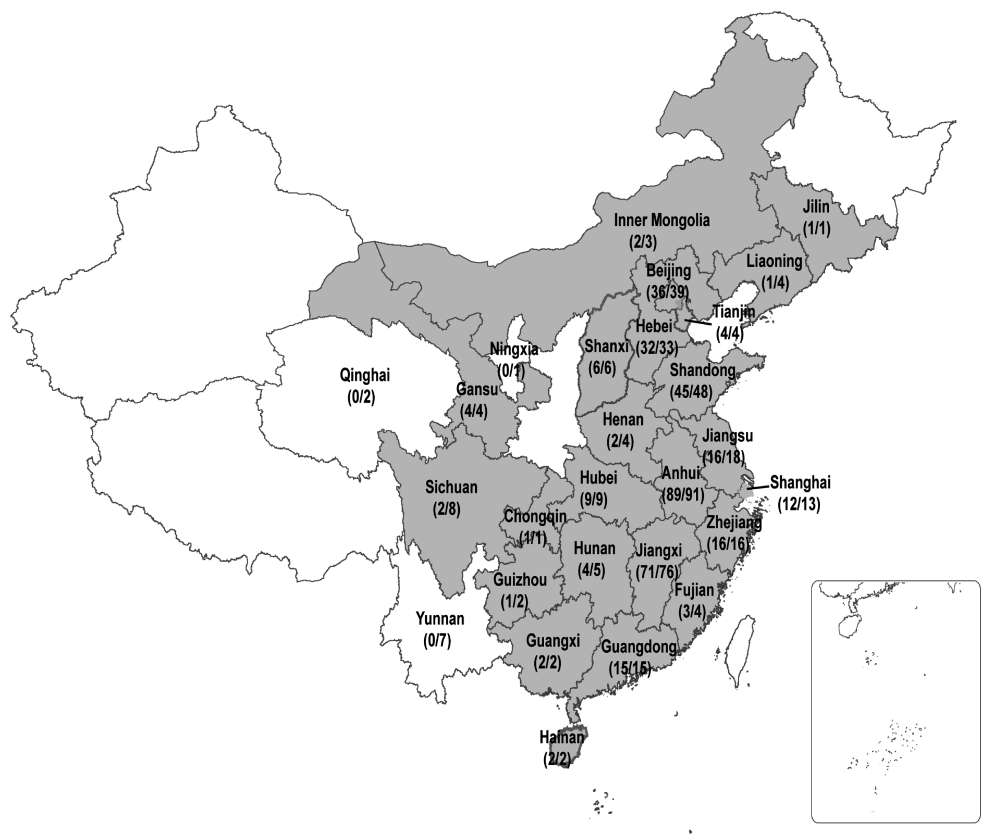 Jilin
(1/1)
Inner Mongolia
(2/3)
Liaoning
(1/4)
Beijing
(36/39)
Tianjin
(4/4)
Hebei
(32/33)
Shanxi
(6/6)
Ningxia
(0/1)
Shandong
(45/48)
Qinghai
(0/2)
Gansu
(4/4)
Henan
(2/4)
Jiangsu
(16/18)
Anhui
(89/91)
Hubei
(9/9)
Sichuan
(2/8)
Shanghai
(12/13)
Chongqin
(1/1)
Zhejiang
(16/16)
Hunan
(4/5)
Jiangxi
(71/76)
Guizhou
(1/2)
Fujian
(3/4)
Yunnan
(0/7)
Guangxi
(2/2)
Guangdong
(15/15)
Hainan
(2/2)